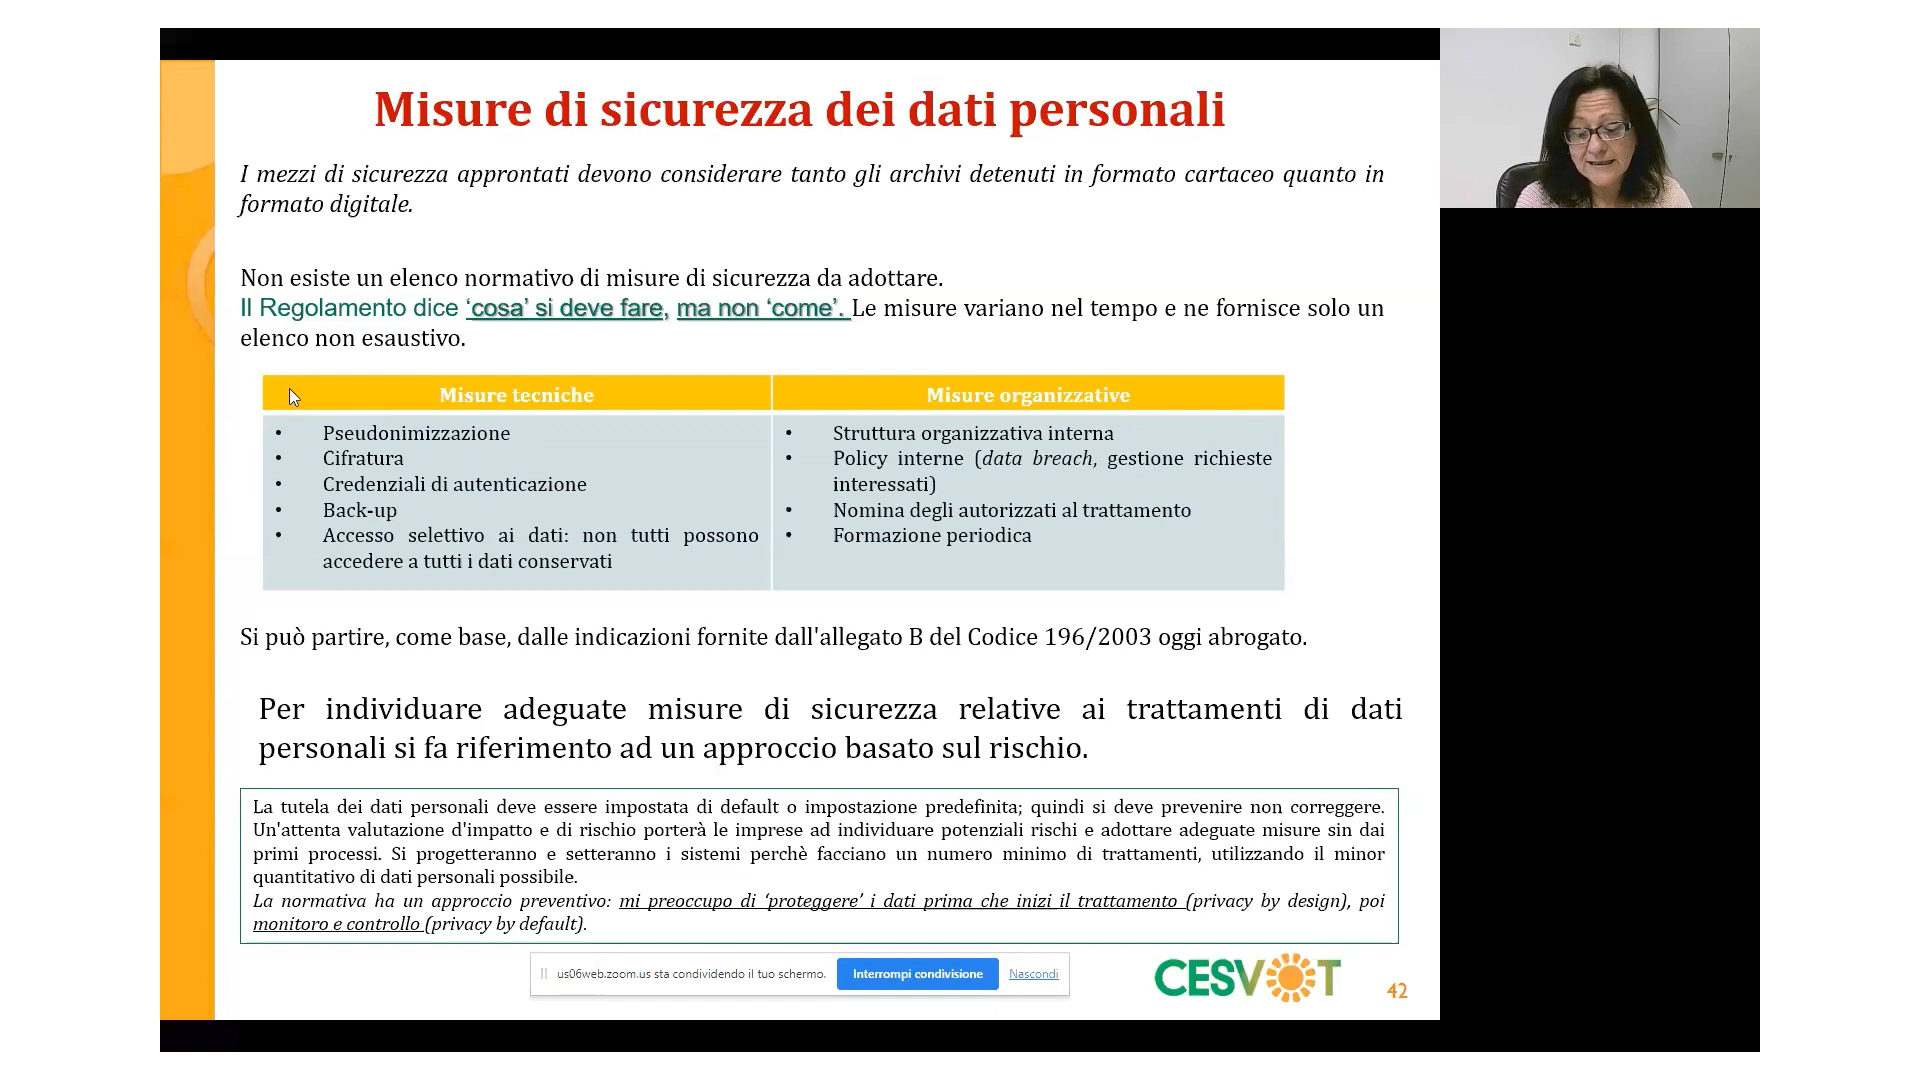 Misure di sicurezza dei dati personali
I mezzi di sicurezza approntati devono considerare tanto gli archivi detenuti in formato cartaceo quanto in
formato digitale.
Non esiste un elenco normativo di misure di sicurezza da adottare.
Il Regolamento dice ‘cosa’ si deve fare, ma non ‘come’. Le misure variano nel tempo e ne fornisce solo un
elenco non esaustivo.
Misure tecniche
• Pseudonimizzazione
• Cifratura
• Credenziali di autenticazione
• Back-up
• Accesso selettivo ai dati: non tutti possono
accedere a tutti i dati conservati
Misure organizzative
• Struttura organizzativa interna
• Policy interne (data breach, gestione richieste
interessati)
• Nomina degli autorizzati al trattamento
• Formazione periodica
Si può partire, come base, dalle indicazioni fornite dall'allegato B del Codice 196/2003 oggi abrogato.
Per individuare adeguate misure di sicurezza relative ai trattamenti di dati
personali si fa riferimento ad un approccio basato sul rischio.
La tutela dei dati personali deve essere impostata di default o impostazione predefinita; quindi si deve prevenire non correggere.
Un'attenta valutazione d'impatto e di rischio porterà le imprese ad individuare potenziali rischi e adottare adeguate misure sin dai
primi processi. Si progetteranno e setteranno i sistemi perchè facciano un numero minimo di trattamenti, utilizzando il minor
quantitativo di dati personali possibile.
La normativa ha un approccio preventivo: mi preoccupo di ‘proteggere’ i dati prima che inizi il trattamento (privacy by design), poi
monitoro e controllo (privacy by default).
us06web.zoom.us sta condividendo il tuo schermo. Interrompi condivisione Nascondi
CESVOT
42